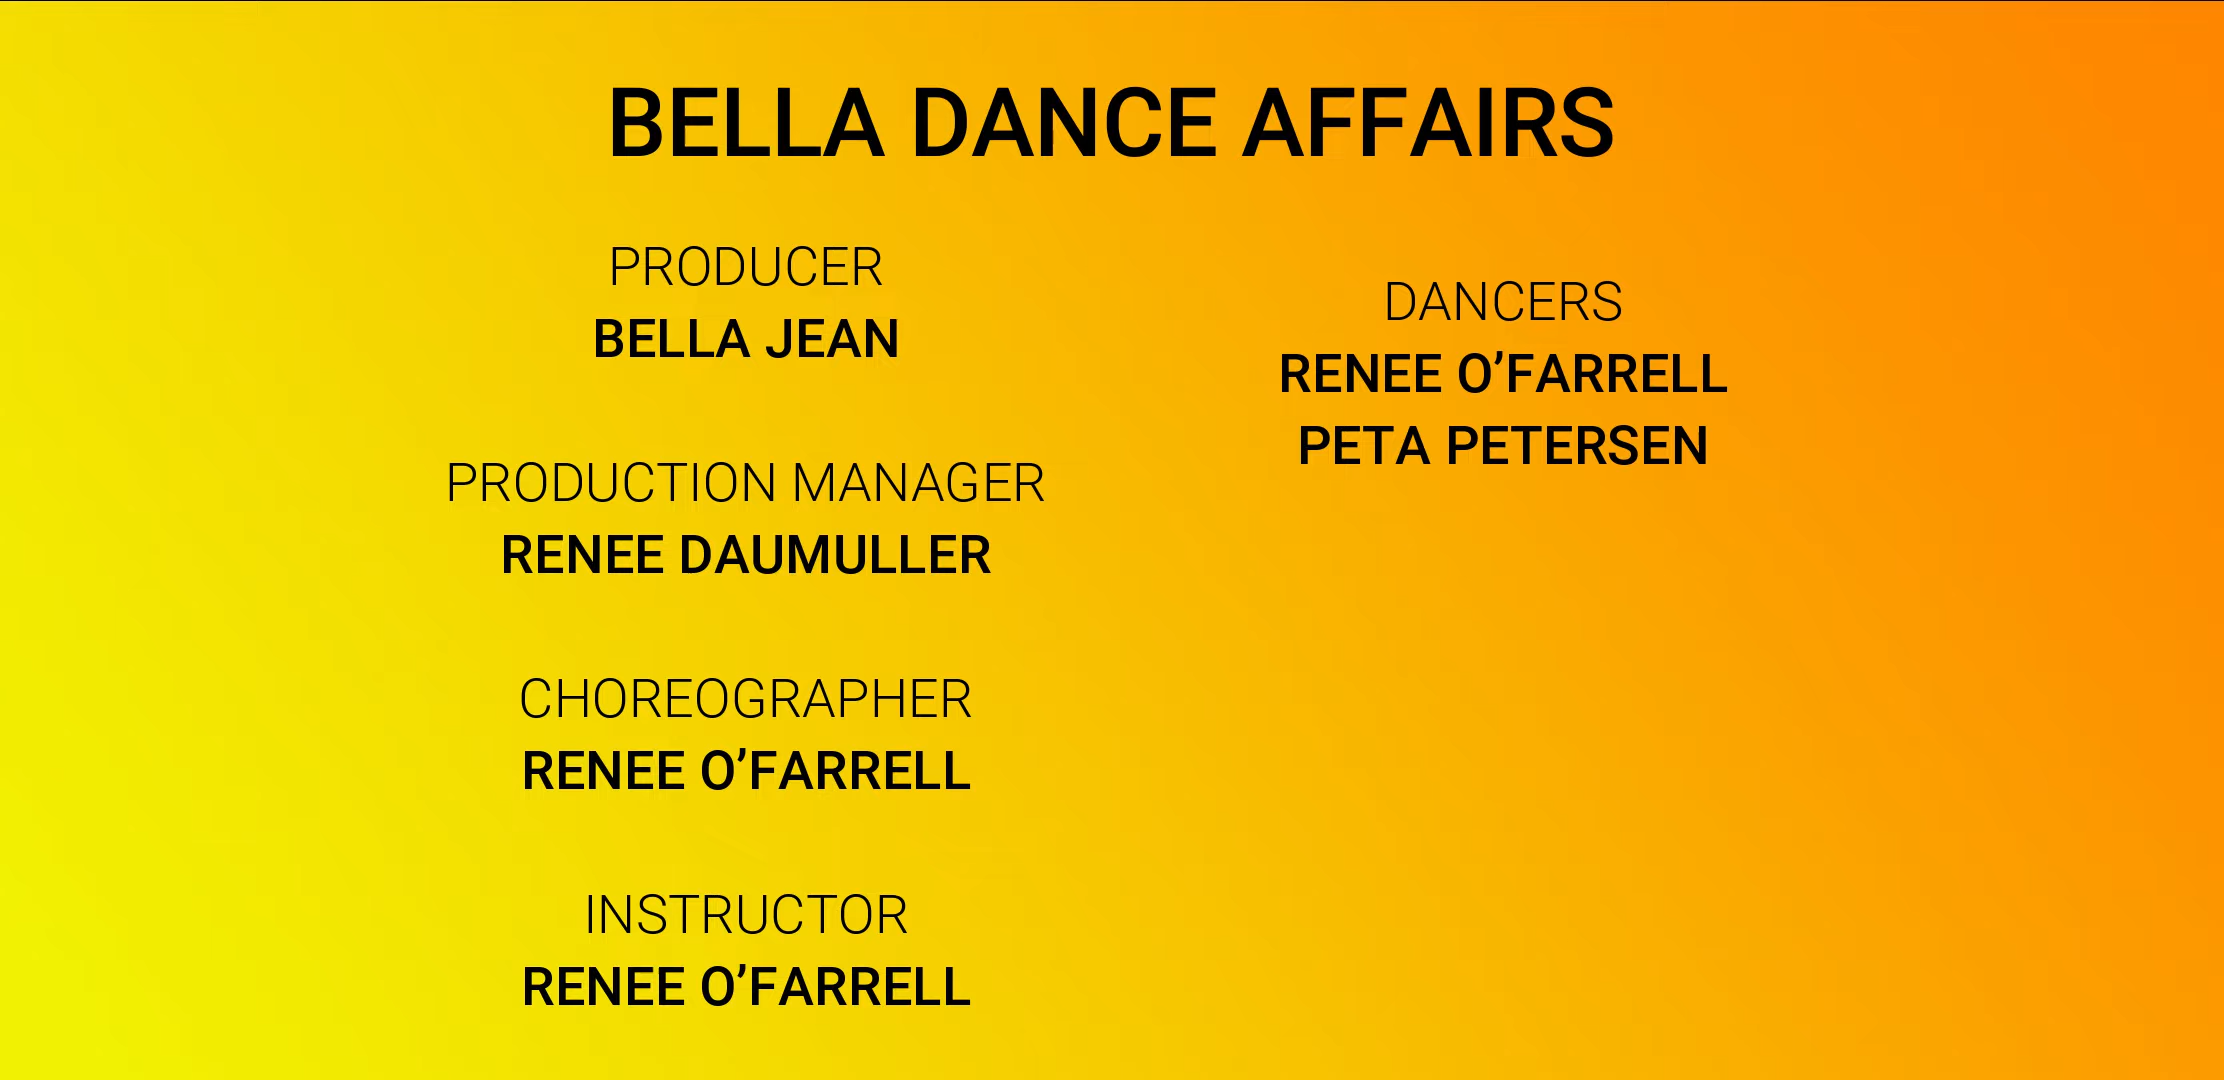 BELLA DANCE AFFAIRS
PRODUCER
BELLA JEAN
PRODUCTION MANAGER
RENEE DAUMULLER
CHOREOGRAPHER
RENEE O’FARRELL
INSTRUCTOR
RENEE O’FARRELL
DANCERS
RENEE O’FARRELL
PETA PETERSEN